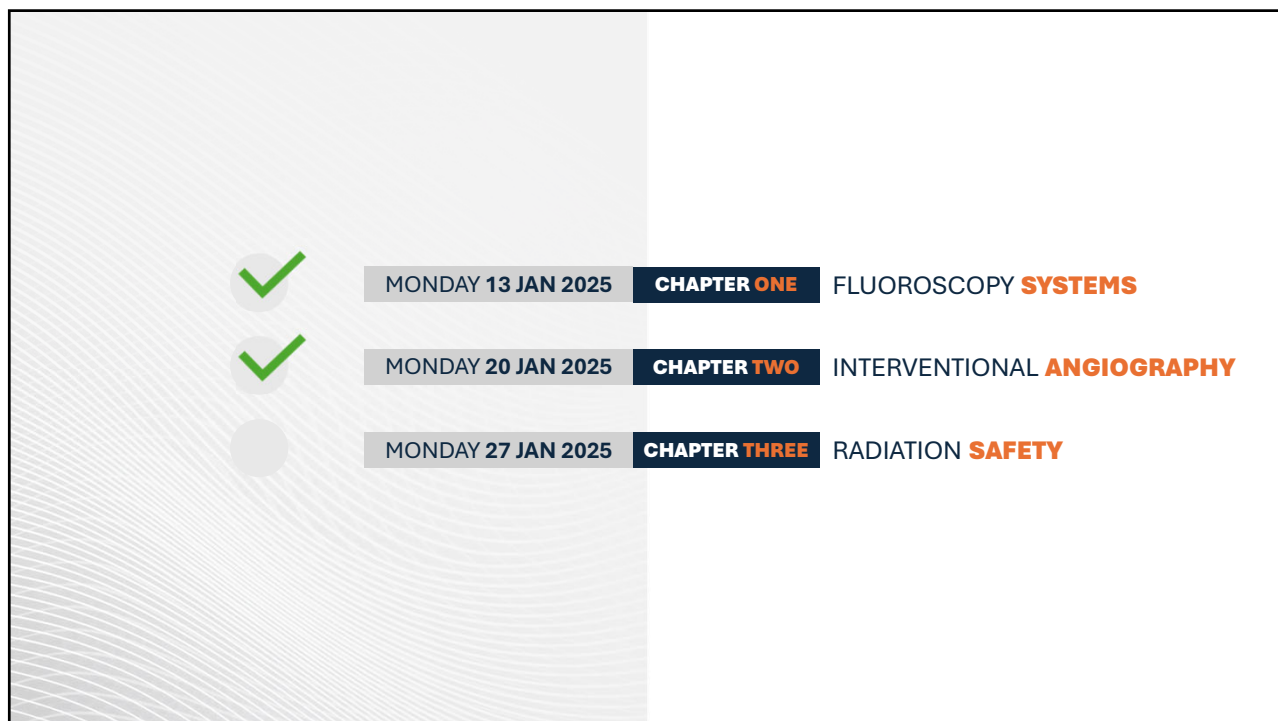 MONDAY 13 JAN 2025 CHAPTER ONE FLUOROSCOPY SYSTEMS
MONDAY 20 JAN 2025 CHAPTER TWO INTERVENTIONAL ANGIOGRAPHY
MONDAY 27 JAN 2025 CHAPTER THREE RADIATION SAFETY